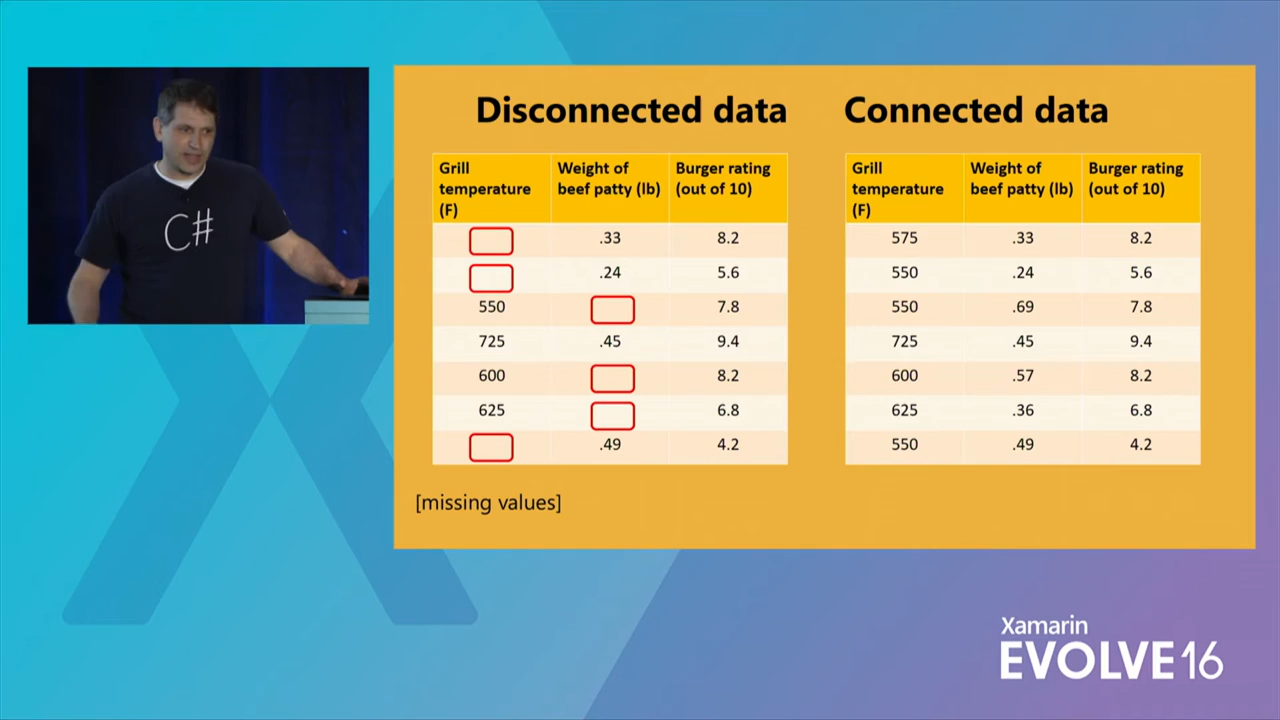 C#
Disconnected data
Connected data
Grill temperature (F) Weight of beef patty (lb) Burger rating (out of 10)
.33 8.2
.24 5.6
550 7.8
725 .45 9.4
600 8.2
625 6.8
.49 4.2
[missing values]
Grill temperature (F) Weight of beef patty (lb) Burger rating (out of 10)
575 .33 8.2
550 .24 5.6
550 .69 7.8
725 .45 9.4
600 .57 8.2
625 .36 6.8
550 .49 4.2
Xamarin
EVOLVE16